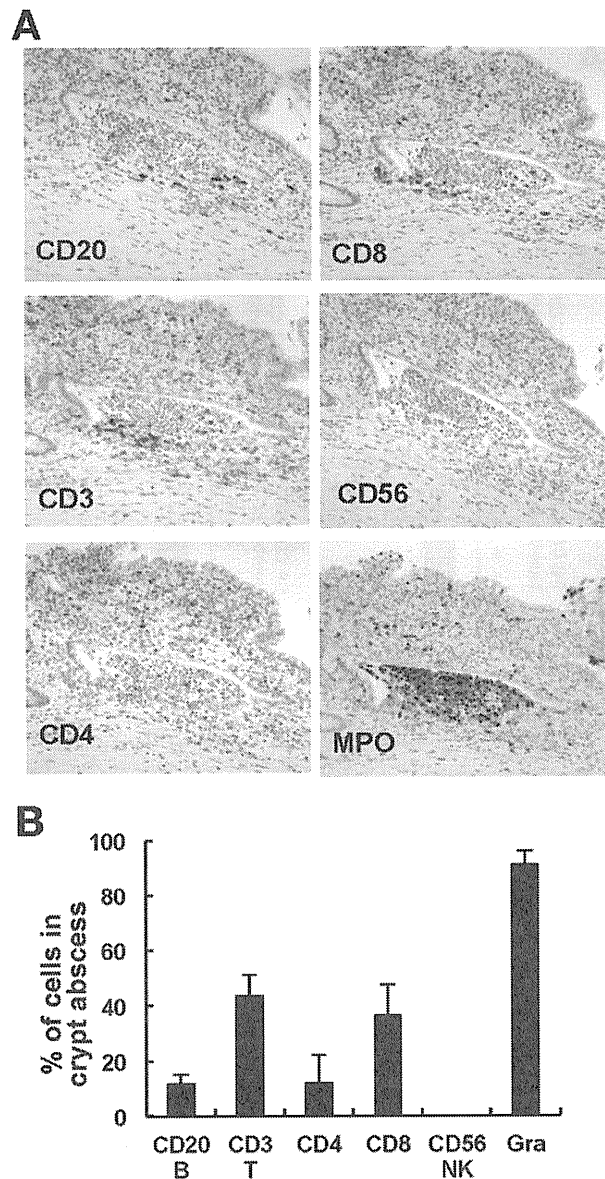 A
CD20
CD8
CD3
CD56
CD4
MPO
B
% of cells in
crypt abscess
100
80
60
40
20
0
CD20 CD3 CD4 CD8 CD56 Gra
B T NK